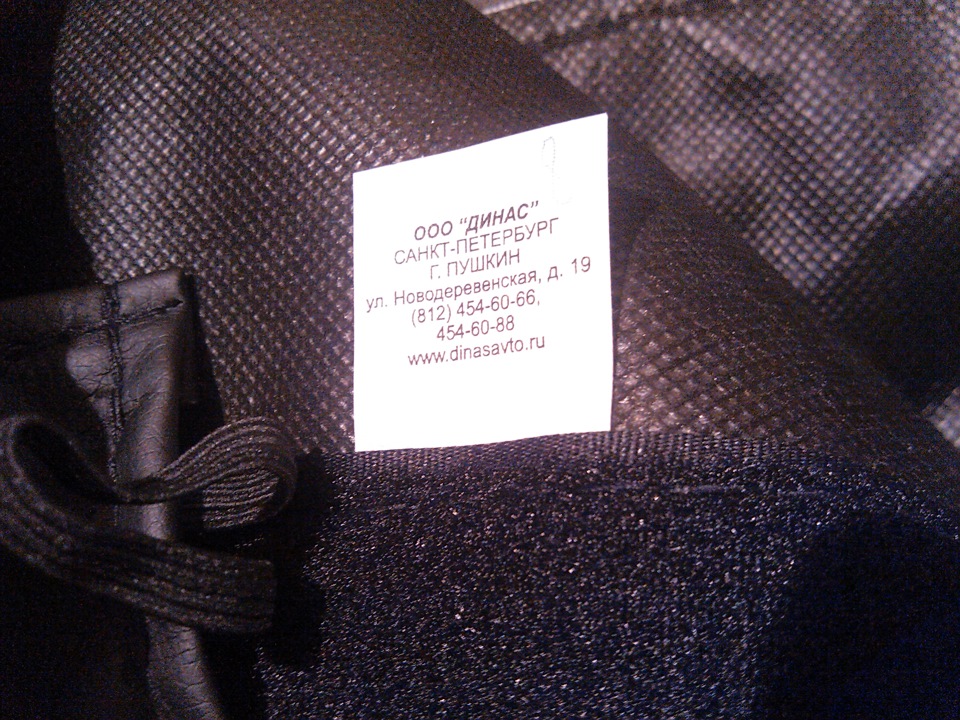 ООО "ДИНАС"
САНКТ-ПЕТЕРБУРГ
Г. ПУШКИН
ул. Новодеревенская, д. 19
(812) 454-60-66,
454-60-88
www.dinasavto.ru